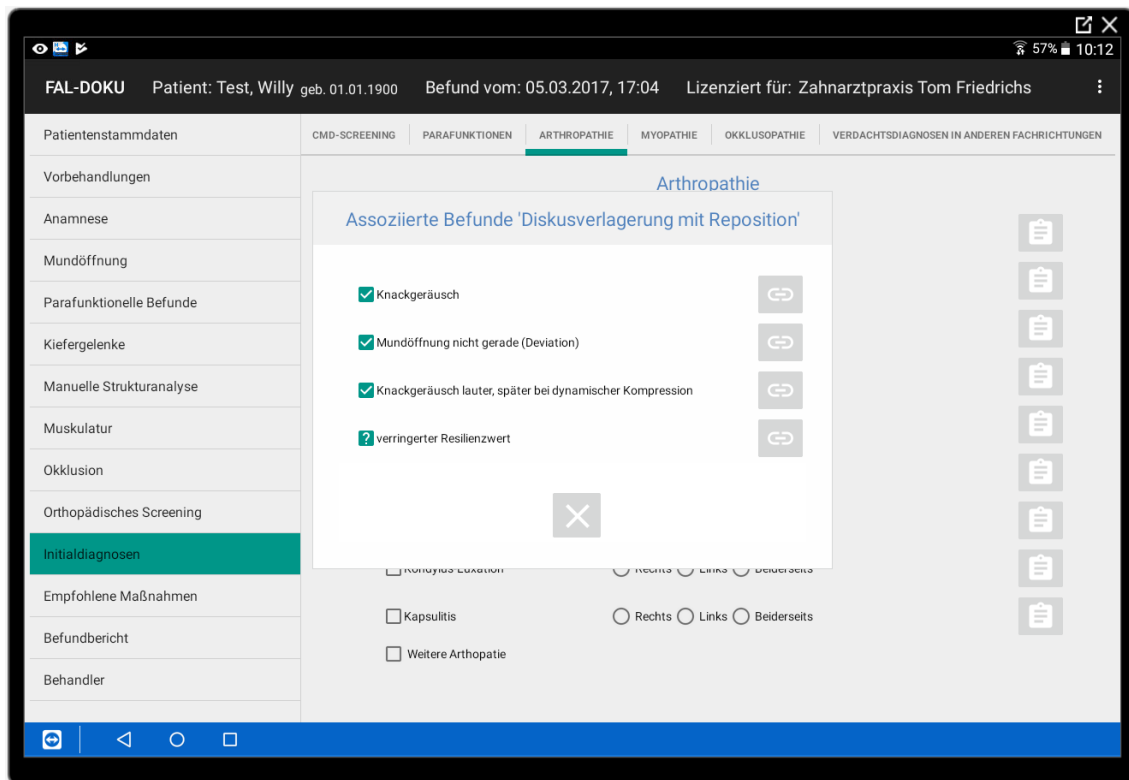 57% 10:12
FAL-DOKU Patient: Test, Willy geb. 01.01.1900 Befund vom: 05.03.2017, 17:04 Lizenziert für: Zahnarztpraxis Tom Friedrichs
Patientenstammdaten
Vorbehandlungen
Anamnese
Mundöffnung
Parafunktionelle Befunde
Kiefergelenke
Manuelle Strukturanalyse
Muskulatur
Okklusion
Orthopädisches Screening
Initialdiagnosen
Empfohlene Maßnahmen
Befundbericht
Behandler
CMD-SCREENING PARAFUNKTIONEN ARTHROPATHIE MYOPATHIE OKKLUSOPATHIE VERDACHTSDIAGNOSEN IN ANDEREN FACHRICHTUNGEN
Arthropathie
Assoziierte Befunde 'Diskusverlagerung mit Reposition'
Knackgeräusch
Mundöffnung nicht gerade (Deviation)
Knackgeräusch lauter, später bei dynamischer Kompression
? verringerter Resilienzwert
Kondylus Luxation Rechts Links Beiderseits
Kapsulitis Rechts Links Beiderseits
Weitere Arthopatie